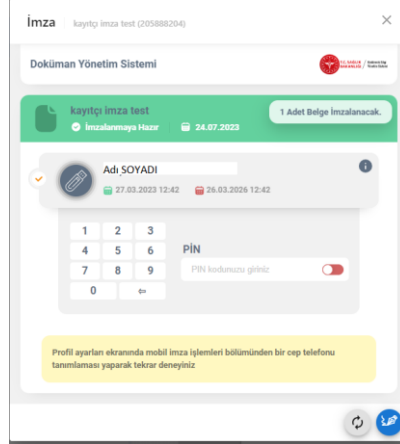 İmza kayıtçı imza test (205888204)
Doküman Yönetim Sistemi
T.C. SAĞLIK
BAKANLIĞI
kayıtçı imza test
1 Adet Belge İmzalanacak.
İmzalanmaya Hazır 24.07.2023
Adı SOYADI
27.03.2023 12:42 26.03.2026 12:42
1 2 3
4 5 6
7 8 9
0 ⇦
PİN
PIN kodunuzu giriniz
Profil ayarları ekranında mobil imza işlemleri bölümünden bir cep telefonu
tanımlaması yaparak tekrar deneyiniz